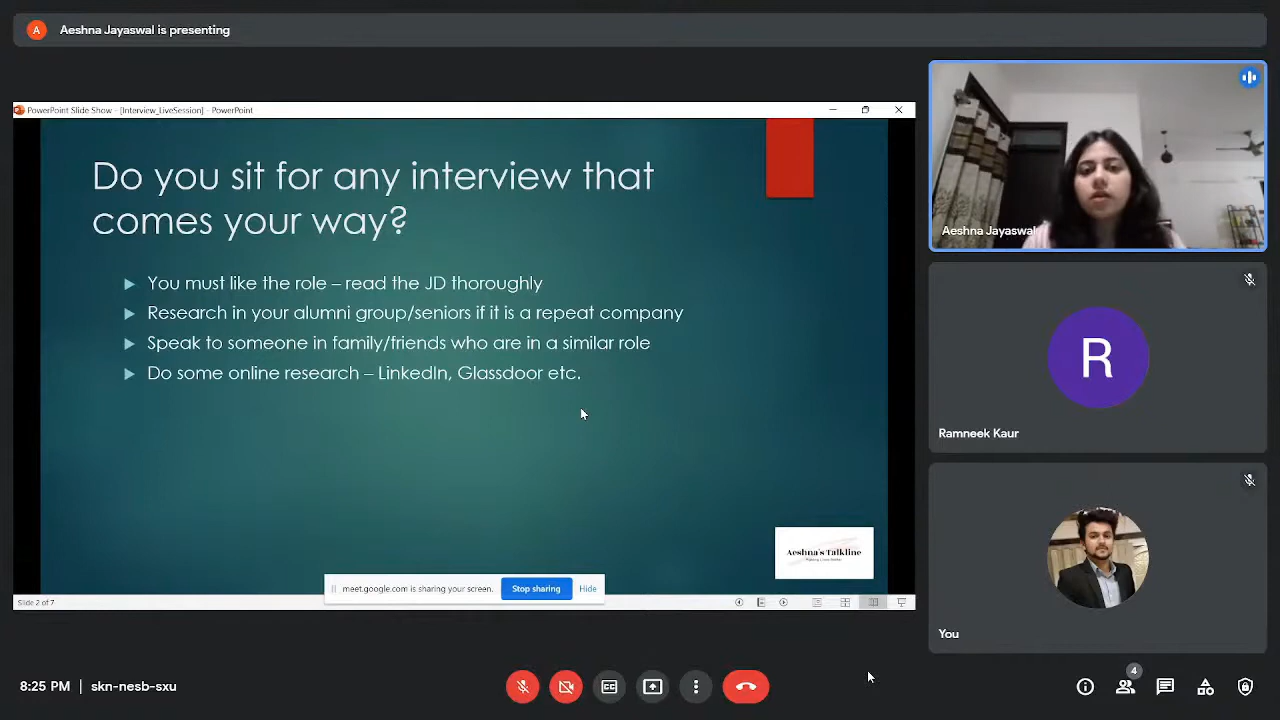 A Aeshna Jayaswal is presenting
PowerPoint Slide Show - [Interview_LiveSession] - PowerPoint
Do you sit for any interview that
comes your way?
You must like the role – read the JD thoroughly
Research in your alumni group/seniors if it is a repeat company
Speak to someone in family/friends who are in a similar role
Do some online research – LinkedIn, Glassdoor etc.
Aeshna's Talkline
meet.google.com is sharing your screen. Stop sharing Hide
Slide 2 of 7
Aeshna Jayaswal
R
Ramneek Kaur
You
8:25 PM | skn-nesb-sxu
4